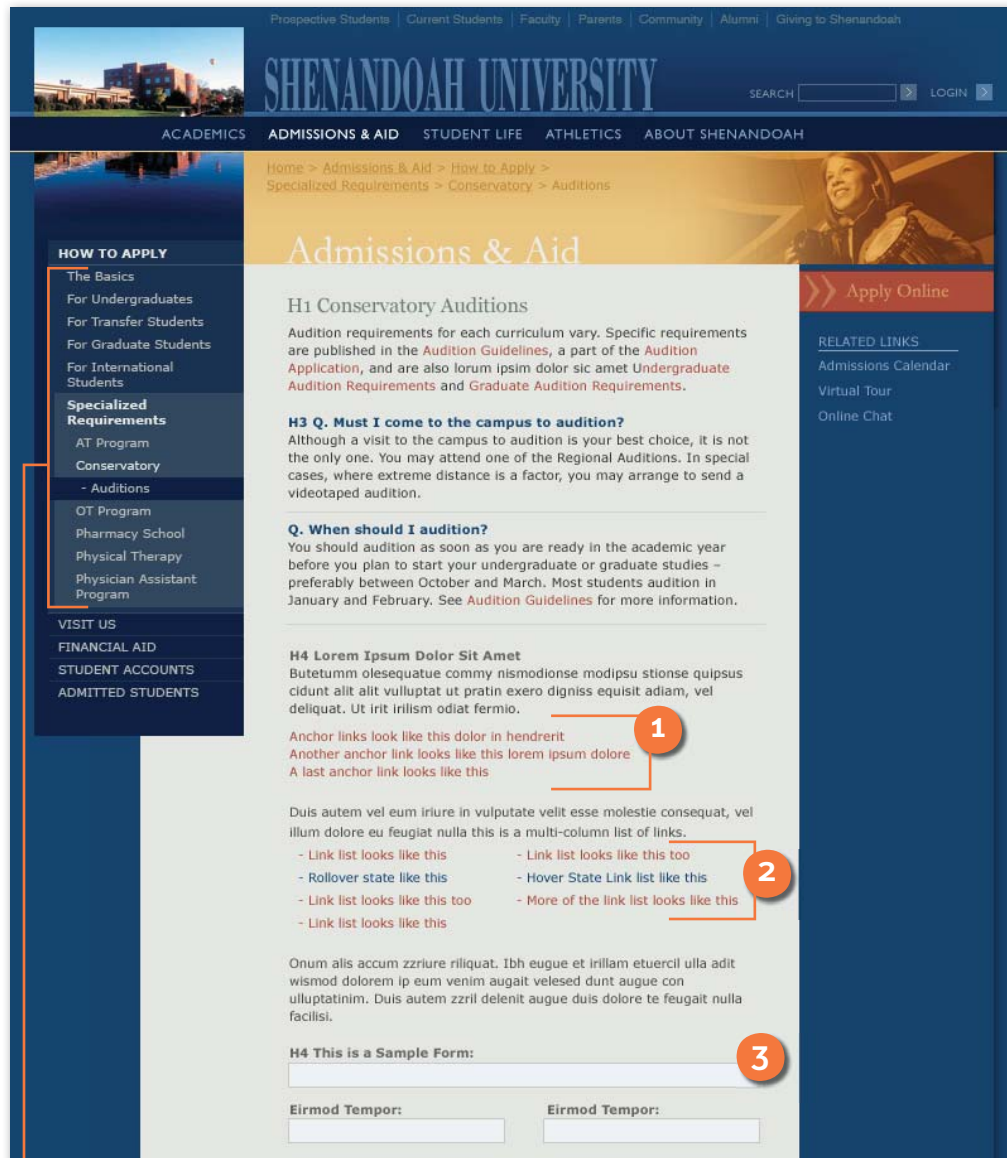 Prospective Students | Current Students | Faculty | Parents | Community | Alumni | Giving to Shenandoah
SHENANDOAH UNIVERSITY
SEARCH
LOGIN
ACADEMICS ADMISSIONS & AID STUDENT LIFE ATHLETICS ABOUT SHENANDOAH
Home > Admissions & Aid > How to Apply >
Specialized Requirements > Conservatory > Auditions
Admissions & Aid
HOW TO APPLY
The Basics
For Undergraduates
For Transfer Students
For Graduate Students
For International
Students
Specialized
Requirements
AT Program
Conservatory
- Auditions
OT Program
Pharmacy School
Physical Therapy
Physician Assistant
Program
VISIT US
FINANCIAL AID
STUDENT ACCOUNTS
ADMITTED STUDENTS
H1 Conservatory Auditions
Audition requirements for each curriculum vary. Specific requirements
are published in the Audition Guidelines, a part of the Audition
Application, and are also lorum ipsim dolor sic amet Undergraduate
Audition Requirements and Graduate Audition Requirements.
H3 Q. Must I come to the campus to audition?
Although a visit to the campus to audition is your best choice, it is not
the only one. You may attend one of the Regional Auditions. In special
cases, where extreme distance is a factor, you may arrange to send a
videotaped audition.
Q. When should I audition?
You should audition as soon as you are ready in the academic year
before you plan to start your undergraduate or graduate studies –
preferably between October and March. Most students audition in
January and February. See Audition Guidelines for more information.
H4 Lorem Ipsum Dolor Sit Amet
Butetumm olesequatue commy nismodionse modipsu stionse quipsus
cidunt alit alit vulluptat ut pratin exero digniss equisit adiam, vel
deliquat. Ut irit irilism odiat fermio.
1
Anchor links look like this dolor in hendrerit
Another anchor link looks like this lorem ipsum dolore
A last anchor link looks like this
Duis autem vel eum iriure in vulputate velit esse molestie consequat, vel
illum dolore eu feugiat nulla this is a multi-column list of links.
- Link list looks like this - Link list looks like this too
2
- Rollover state like this - Hover State Link list like this
- Link list looks like this too - More of the link list looks like this
- Link list looks like this
Onum alis accum zzriure riliquat. Ibh eugue et irillam etuercil ulla adit
wismod dolorem ip eum venim augait velesed dunt augue con
ulluptatinim. Duis autem zzril delenit augue duis dolore te feugait nulla
facilisi.
H4 This is a Sample Form:
3
Eirmod Tempor: Eirmod Tempor:
Apply Online
RELATED LINKS
Admissions Calendar
Virtual Tour
Online Chat